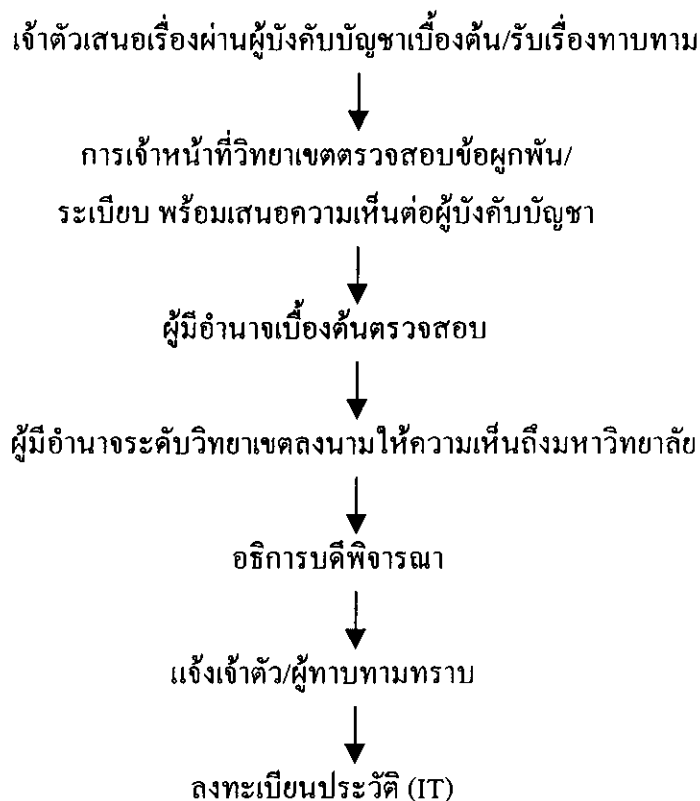 เจ้าตัวเสนอเรื่องผ่านผู้บังคับบัญชาเบื้องต้น/รับเรื่องทาบทาม
การเจ้าหน้าที่วิทยาเขตตรวจสอบข้อผูกพัน/
ระเบียบ พร้อมเสนอความเห็นต่อผู้บังคับบัญชา
ผู้มีอำนาจเบื้องต้นตรวจสอบ
ผู้มีอำนาจระดับวิทยาเขตลงนามให้ความเห็นถึงมหาวิทยาลัย
อธิการบดีพิจารณา
แจ้งเจ้าตัว/ผู้ทาบทามทราบ
ลงทะเบียนประวัติ (IT)